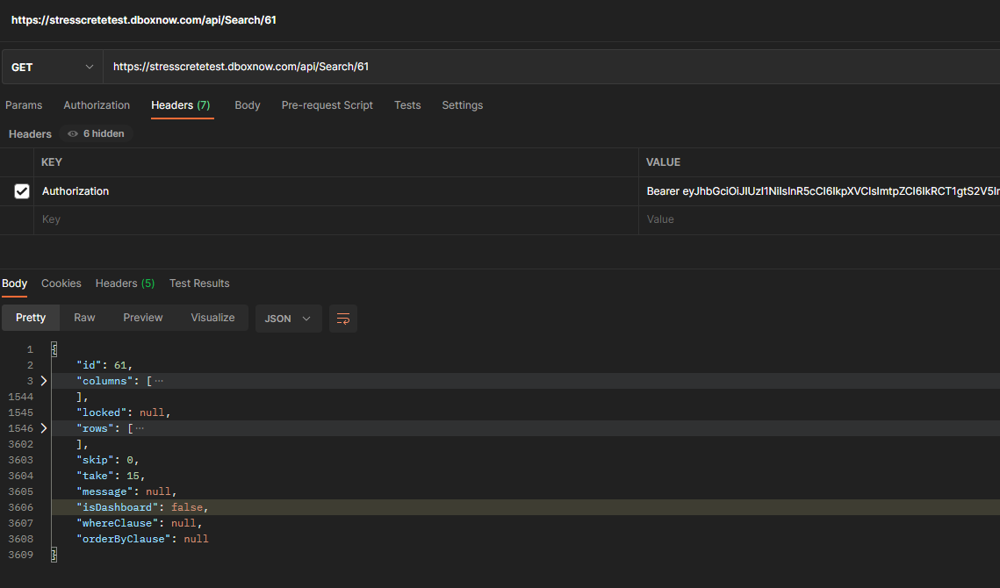 https://stresscretetest.dboxnow.com/api/Search/61
GET https://stresscretetest.dboxnow.com/api/Search/61
Params Authorization Headers (7) Body Pre-request Script Tests Settings
Headers 6 hidden
KEY VALUE
Authorization Bearer
Key Value
Body Cookies Headers (5) Test Results
Pretty Raw Preview Visualize JSON
1 {
2 "id": 61,
3 "columns": [···
1544 ],
1545 "locked": null,
1546 "rows": [···
3602 ],
3603 "skip": 0,
3604 "take": 15,
3605 "message": null,
3606 "isDashboard": false,
3607 "whereClause": null,
3608 "orderByClause": null
3609 }